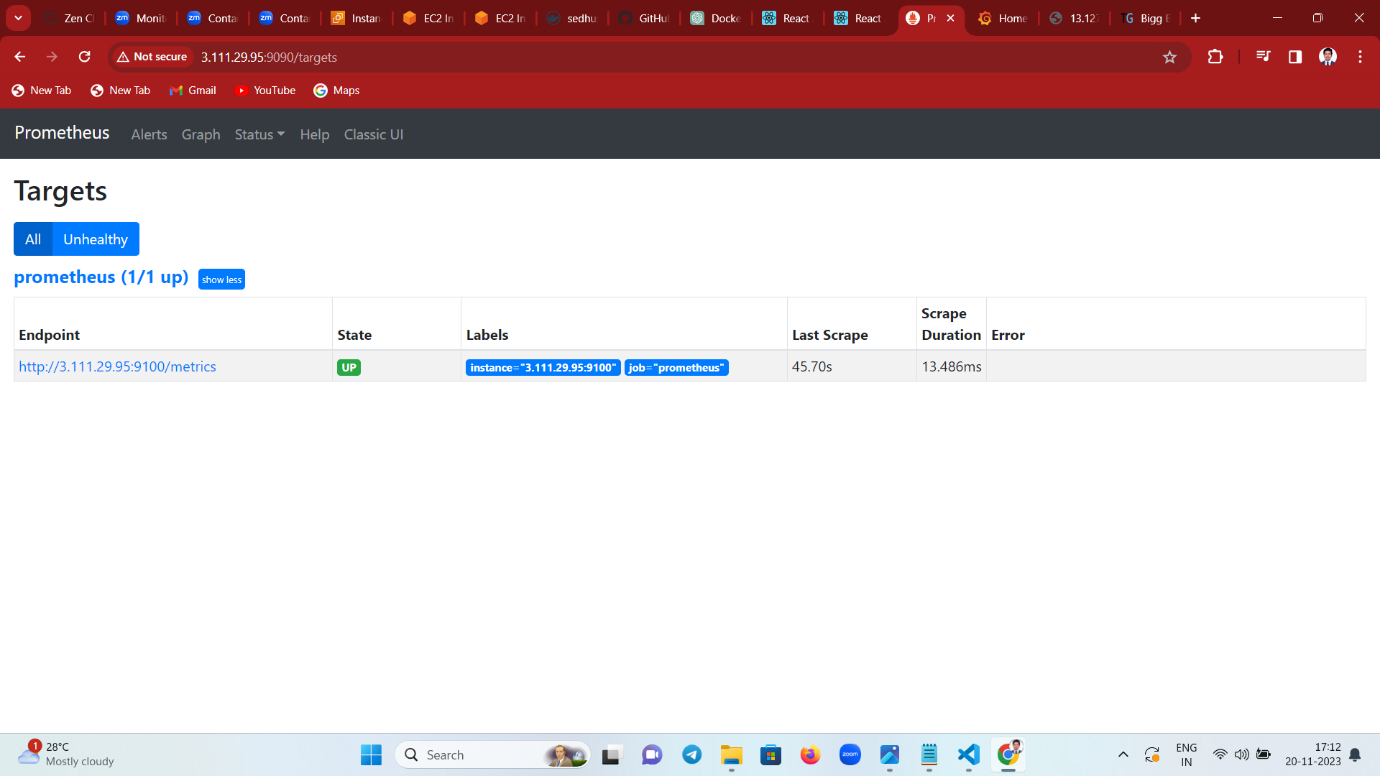 Zen Cl
Monit
Conta
Conta
Instan
EC2 In
EC2 In
sedhu
GitHu
Docke
React
React
Pr
Home
13.127
Bigg B
Not secure
3.111.29.95:9090/targets
New Tab
New Tab
Gmail
YouTube
Maps
Prometheus
Alerts
Graph
Status
Help
Classic UI
Targets
All
Unhealthy
prometheus (1/1 up)
show less
Endpoint
State
Labels
Last Scrape
Scrape Duration
Error
http://3.111.29.95:9100/metrics
UP
instance="3.111.29.95:9100"
job="prometheus"
45.70s
13.486ms
1
28°C
Mostly cloudy
Search
zoom
ENG
IN
17:12
20-11-2023